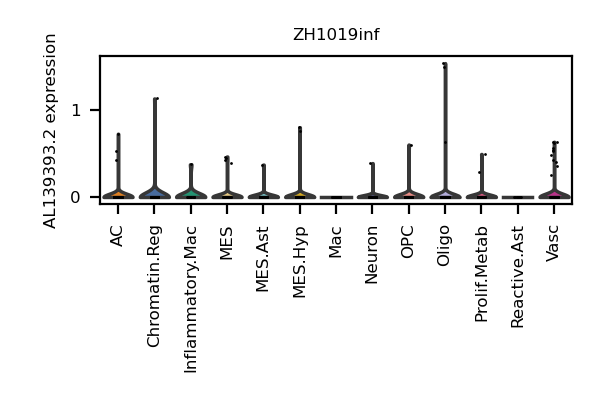 ZH1019inf
AL139393.2 expression
1
0
AC
Chromatin.Reg
Inflammatory.Mac
MES
MES.Ast
MES.Hyp
Mac
Neuron
OPC
Oligo
Prolif.Metab
Reactive.Ast
Vasc